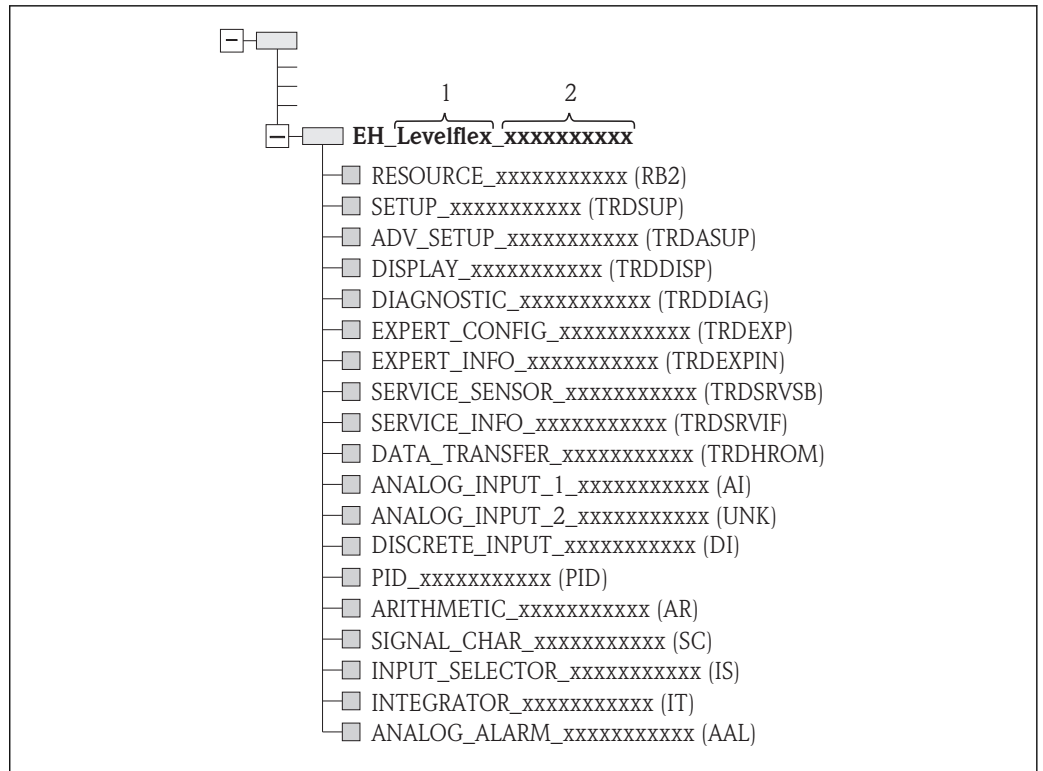 1 2
EH_Levelflex_xxxxxxxxxx
RESOURCE_xxxxxxxxxxx (RB2)
SETUP_xxxxxxxxxxx (TRDSUP)
ADV_SETUP_xxxxxxxxxxx (TRDASUP)
DISPLAY_xxxxxxxxxxx (TRDDISP)
DIAGNOSTIC_xxxxxxxxxxx (TRDDIAG)
EXPERT_CONFIG_xxxxxxxxxxx (TRDEXP)
EXPERT_INFO_xxxxxxxxxxx (TRDEXPIN)
SERVICE_SENSOR_xxxxxxxxxxx (TRDSRVSB)
SERVICE_INFO_xxxxxxxxxxx (TRDSRVIF)
DATA_TRANSFER_xxxxxxxxxxx (TRDHROM)
ANALOG_INPUT_1_xxxxxxxxxxx (AI)
ANALOG_INPUT_2_xxxxxxxxxxx (UNK)
DISCRETE_INPUT_xxxxxxxxxxx (DI)
PID_xxxxxxxxxxx (PID)
ARITHMETIC_xxxxxxxxxxx (AR)
SIGNAL_CHAR_xxxxxxxxxxx (SC)
INPUT_SELECTOR_xxxxxxxxxxx (IS)
INTEGRATOR_xxxxxxxxxxx (IT)
ANALOG_ALARM_xxxxxxxxxxx (AAL)